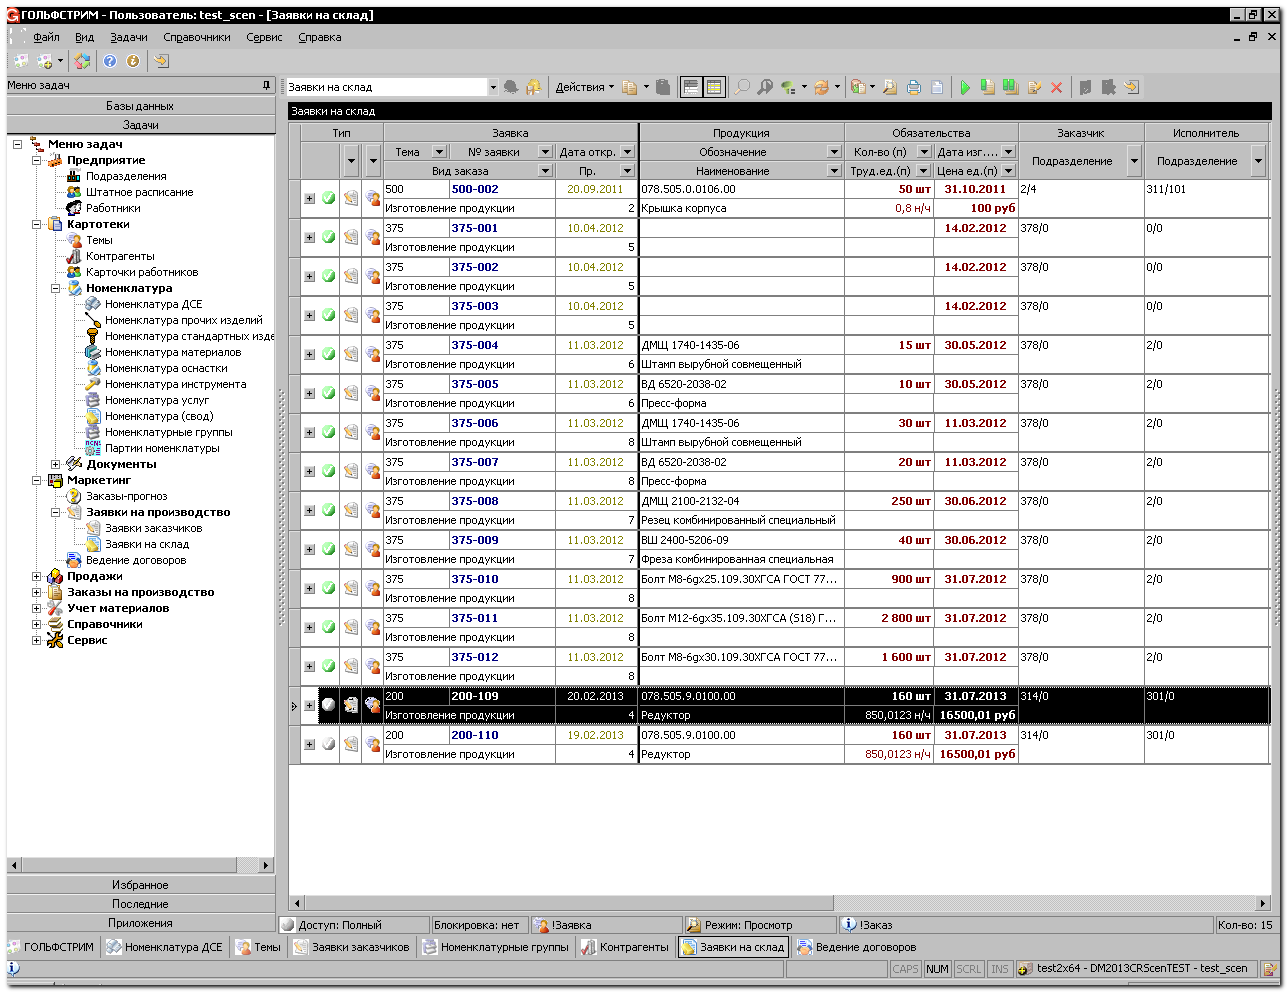 ГОЛЬФСТРИМ - Пользователь: test_scen - [Заявки на склад]
Файл Вид Задачи Справочники Сервис Справка
Меню задач
Базы данных
Задачи
Меню задач
Предприятие
Подразделения
Штатное расписание
Работники
Картотеки
Темы
Контрагенты
Карточки работников
Номенклатура
Номенклатура ДСЕ
Номенклатура прочих изделий
Номенклатура стандартных изде
Номенклатура материалов
Номенклатура оснастки
Номенклатура инструмента
Номенклатура услуг
Номенклатура (свод)
Номенклатурные группы
Партии номенклатуры
Документы
Маркетинг
Заказы-прогноз
Заявки на производство
Заявки заказчиков
Заявки на склад
Ведение договоров
Продажи
Заказы на производство
Учет материалов
Справочники
Сервис
Избранное
Последние
Приложения
Заявки на склад Действия
Заявки на склад
Тип Заявка Продукция Обязательства Заказчик Исполнитель
Тема № заявки Дата откр. Обозначение Кол-во (п) Дата изг.... Подразделение Подразделение
Вид заказа Пр. Наименование Труд.ед.(п) Цена ед.(п)
500 500-002 20.09.2011 078.505.0.0106.00 50 шт 31.10.2011 2/4 311/101
Изготовление продукции 2 Крышка корпуса 0,8 н/ч 100 руб
375 375-001 10.04.2012 14.02.2012 378/0 0/0
Изготовление продукции 5
375 375-002 10.04.2012 14.02.2012 378/0 0/0
Изготовление продукции 5
375 375-003 10.04.2012 14.02.2012 378/0 0/0
Изготовление продукции 5
375 375-004 11.03.2012 ДМЩ 1740-1435-06 15 шт 30.05.2012 378/0 2/0
Изготовление продукции 6 Штамп вырубной совмещенный
375 375-005 11.03.2012 ВД 6520-2038-02 10 шт 30.05.2012 378/0 2/0
Изготовление продукции 6 Пресс-форма
375 375-006 11.03.2012 ДМЩ 1740-1435-06 30 шт 11.03.2012 378/0 2/0
Изготовление продукции 8 Штамп вырубной совмещенный
375 375-007 11.03.2012 ВД 6520-2038-02 20 шт 11.03.2012 378/0 2/0
Изготовление продукции 8 Пресс-форма
375 375-008 11.03.2012 ДМЩ 2100-2132-04 250 шт 30.06.2012 378/0 2/0
Изготовление продукции 7 Резец комбинированный специальный
375 375-009 11.03.2012 ВШ 2400-5206-09 40 шт 30.06.2012 378/0 2/0
Изготовление продукции 7 Фреза комбинированная специальная
375 375-010 11.03.2012 Болт М8-6gx25.109.30ХГСА ГОСТ 77... 900 шт 31.07.2012 378/0 2/0
Изготовление продукции 8
375 375-011 11.03.2012 Болт М12-6gx35.109.30ХГСА (S18) Г... 2 800 шт 31.07.2012 378/0 2/0
Изготовление продукции 8
375 375-012 11.03.2012 Болт М8-6gx30.109.30ХГСА ГОСТ 77... 1 600 шт 31.07.2012 378/0 2/0
Изготовление продукции 8
200 200-109 20.02.2013 078.505.9.0100.00 160 шт 31.07.2013 314/0 301/0
Изготовление продукции 4 Редуктор 850,0123 н/ч 16500,01 руб
200 200-110 19.02.2013 078.505.9.0100.00 160 шт 31.07.2013 314/0 301/0
Изготовление продукции 4 Редуктор 850,0123 н/ч 16500,01 руб
Доступ: Полный Блокировка: нет !Заявка Режим: Просмотр !Заказ Кол-во: 15
ГОЛЬФСТРИМ Номенклатура ДСЕ Темы Заявки заказчиков Номенклатурные группы Контрагенты Заявки на склад Ведение договоров
CAPS NUM SCRL INS test2x64 - DM2013CRScenTEST - test_scen